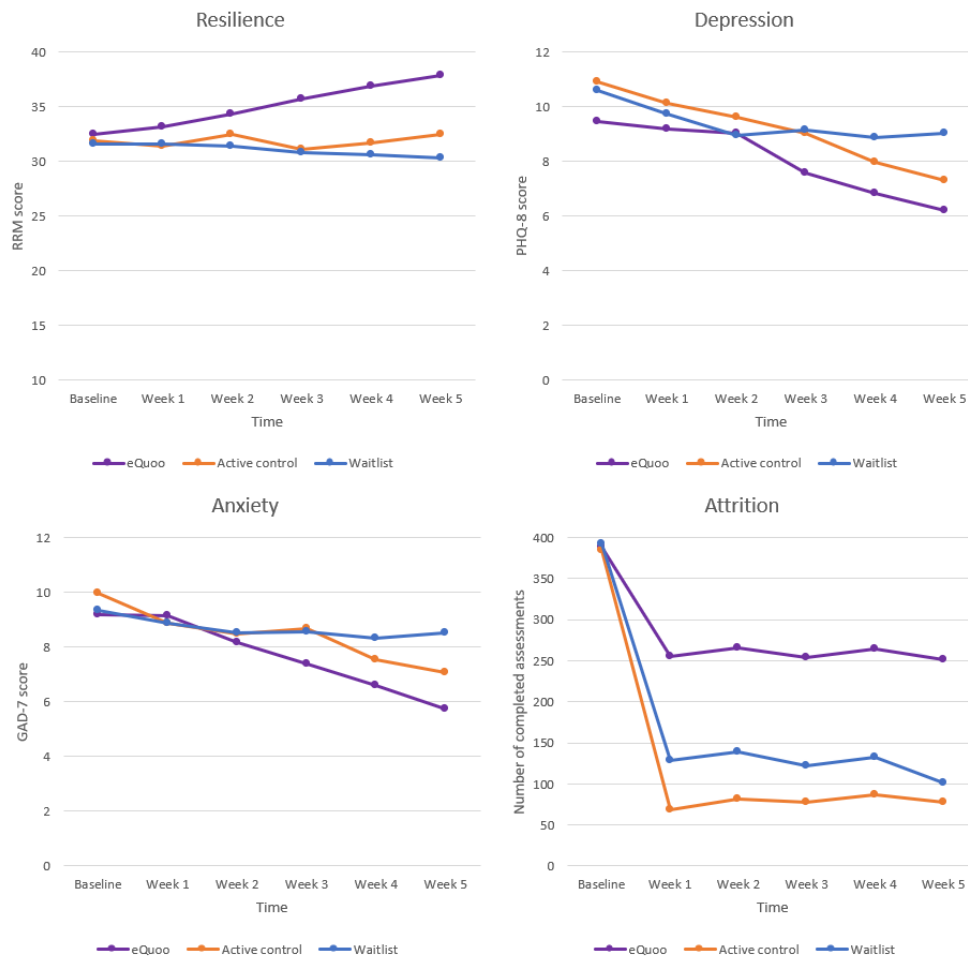 Resilience
40
35
30
25
20
15
10
RRM score
Baseline Week 1 Week 2 Week 3 Week 4 Week 5
Time
eQuoo Active control Waitlist
Depression
12
10
8
6
4
2
0
PHQ-8 score
Baseline Week 1 Week 2 Week 3 Week 4 Week 5
Time
eQuoo Active control Waitlist
Anxiety
12
10
8
6
4
2
0
GAD-7 score
Baseline Week 1 Week 2 Week 3 Week 4 Week 5
Time
eQuoo Active control Waitlist
Attrition
400
350
300
250
200
150
100
50
0
Number of completed assessments
Baseline Week 1 Week 2 Week 3 Week 4 Week 5
Time
eQuoo Active control Waitlist